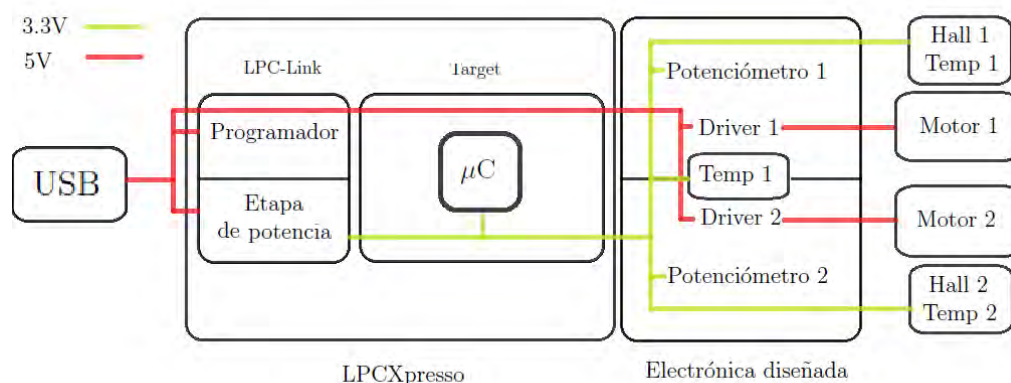 3.3V
5V
LPC-Link
Target
Programador
Etapa
de potencia
USB
μC
LPCXpresso
Potenciómetro 1
Driver 1
Temp 1
Driver 2
Potenciómetro 2
Electrónica diseñada
Hall 1
Temp 1
Motor 1
Motor 2
Hall 2
Temp 2